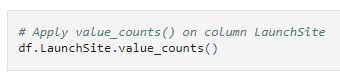 # Apply value_counts() on column LaunchSite
df.LaunchSite.value_counts()